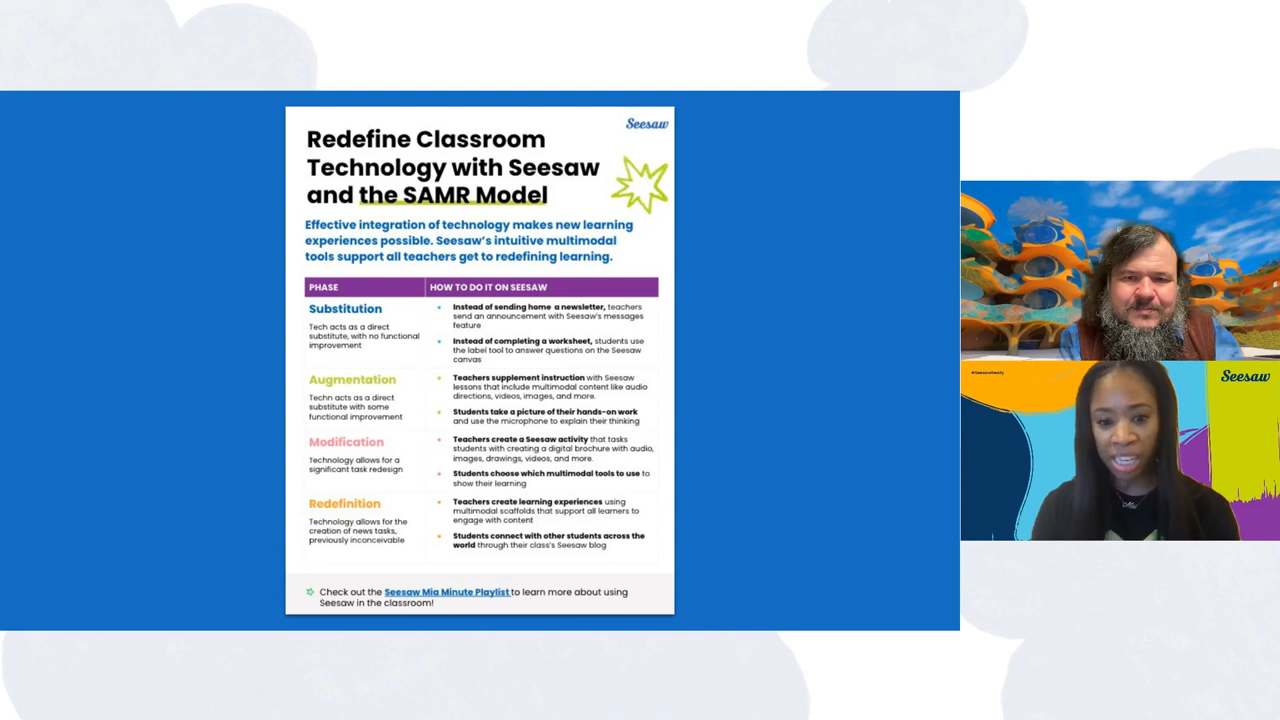 Seesaw
Redefine Classroom
Technology with Seesaw
and the SAMR Model
Effective integration of technology makes new learning
experiences possible. Seesaw's intuitive multimodal
tools support all teachers get to redefining learning.
PHASE
HOW TO DO IT ON SEESAW
Substitution
Tech acts as a direct
substitute, with no functional
improvement
Instead of sending home a newsletter, teachers
send an announcement with Seesaw's messages
feature
Instead of completing a worksheet, students use
the label tool to answer questions on the Seesaw
canvas
Augmentation
Techn acts as a direct
substitute with some
functional improvement
Teachers supplement instruction with Seesaw
lessons that include multimodal content like audio
directions, videos, images, and more.
Students take a picture of their hands-on work
and use the microphone to explain their thinking
Modification
Technology allows for a
significant task redesign
Teachers create a Seesaw activity that tasks
students with creating a digital brochure with audio,
images, drawings, videos, and more.
Students choose which multimodal tools to use to
show their learning
Redefinition
Technology allows for the
creation of news tasks,
previously inconceivable
Teachers create learning experiences using
multimodal scaffolds that support all learners to
engage with content
Students connect with other students across the
world through their class's Seesaw blog
Check out the Seesaw Mia Minute Playlist to learn more about using
Seesaw in the classroom!
Seesaw